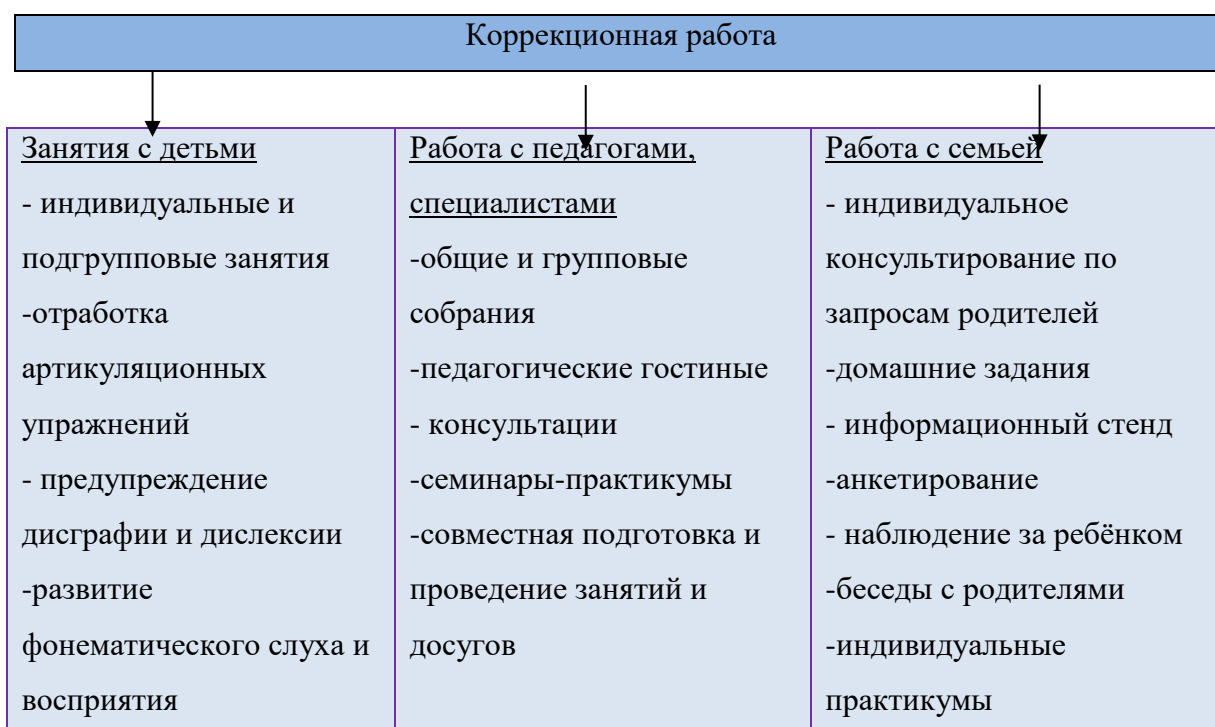 Коррекционная работа
Занятия с детьми
- индивидуальные и
подгрупповые занятия
-отработка
артикуляционных
упражнений
- предупреждение
дисграфии и дислексии
-развитие
фонематического слуха и
восприятия
Работа с педагогами,
специалистами
-общие и групповые
собрания
-педагогические гостиные
- консультации
-семинары-практикумы
-совместная подготовка и
проведение занятий и
досугов
Работа с семьей
- индивидуальное
консультирование по
запросам родителей
-домашние задания
- информационный стенд
-анкетирование
- наблюдение за ребёнком
-беседы с родителями
-индивидуальные
практикумы